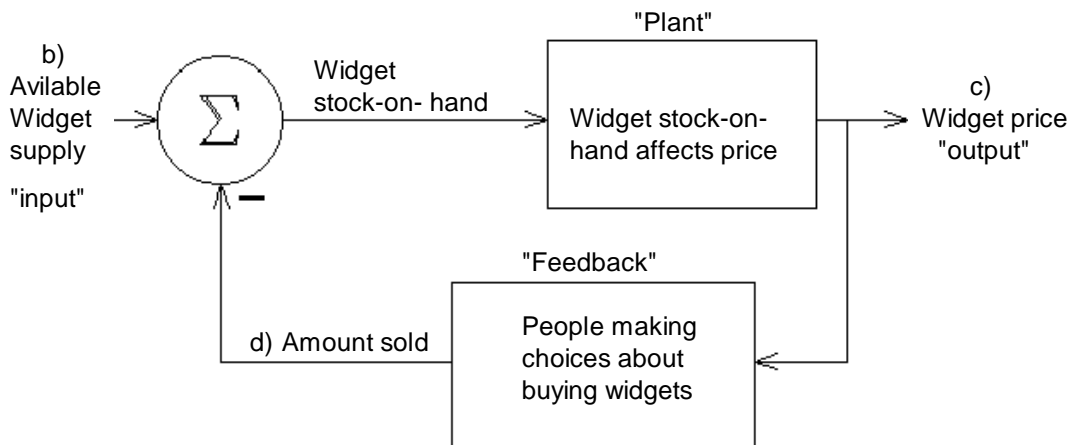 "Plant"
b)
Avilable
Widget
supply
"input"
Σ
Widget
stock-on- hand
Widget stock-on-
hand affects price
c)
Widget price
"output"
"Feedback"
d) Amount sold
People making
choices about
buying widgets